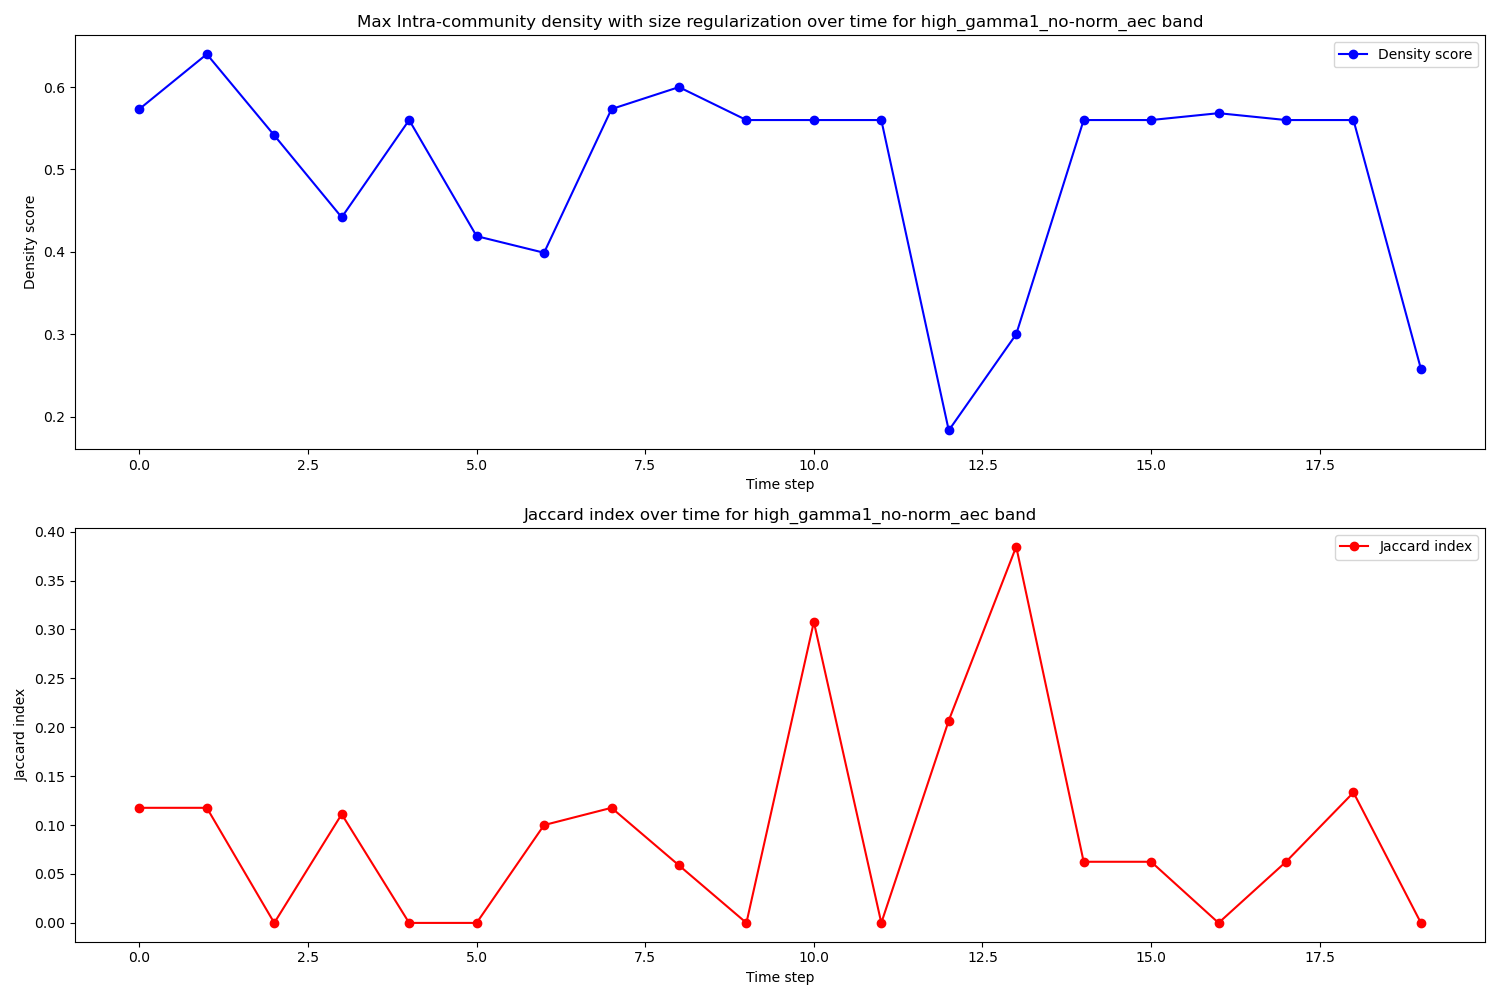 Max Intra-community density with size regularization over time for high_gamma1_no-norm_aec band
Density score
0.6
0.5
0.4
0.3
0.2
Density score
0.0 2.5 5.0 7.5 10.0 12.5 15.0 17.5
Time step
Jaccard index over time for high_gamma1_no-norm_aec band
Jaccard index
0.40
0.35
0.30
0.25
0.20
0.15
0.10
0.05
0.00
Jaccard index
0.0 2.5 5.0 7.5 10.0 12.5 15.0 17.5
Time step